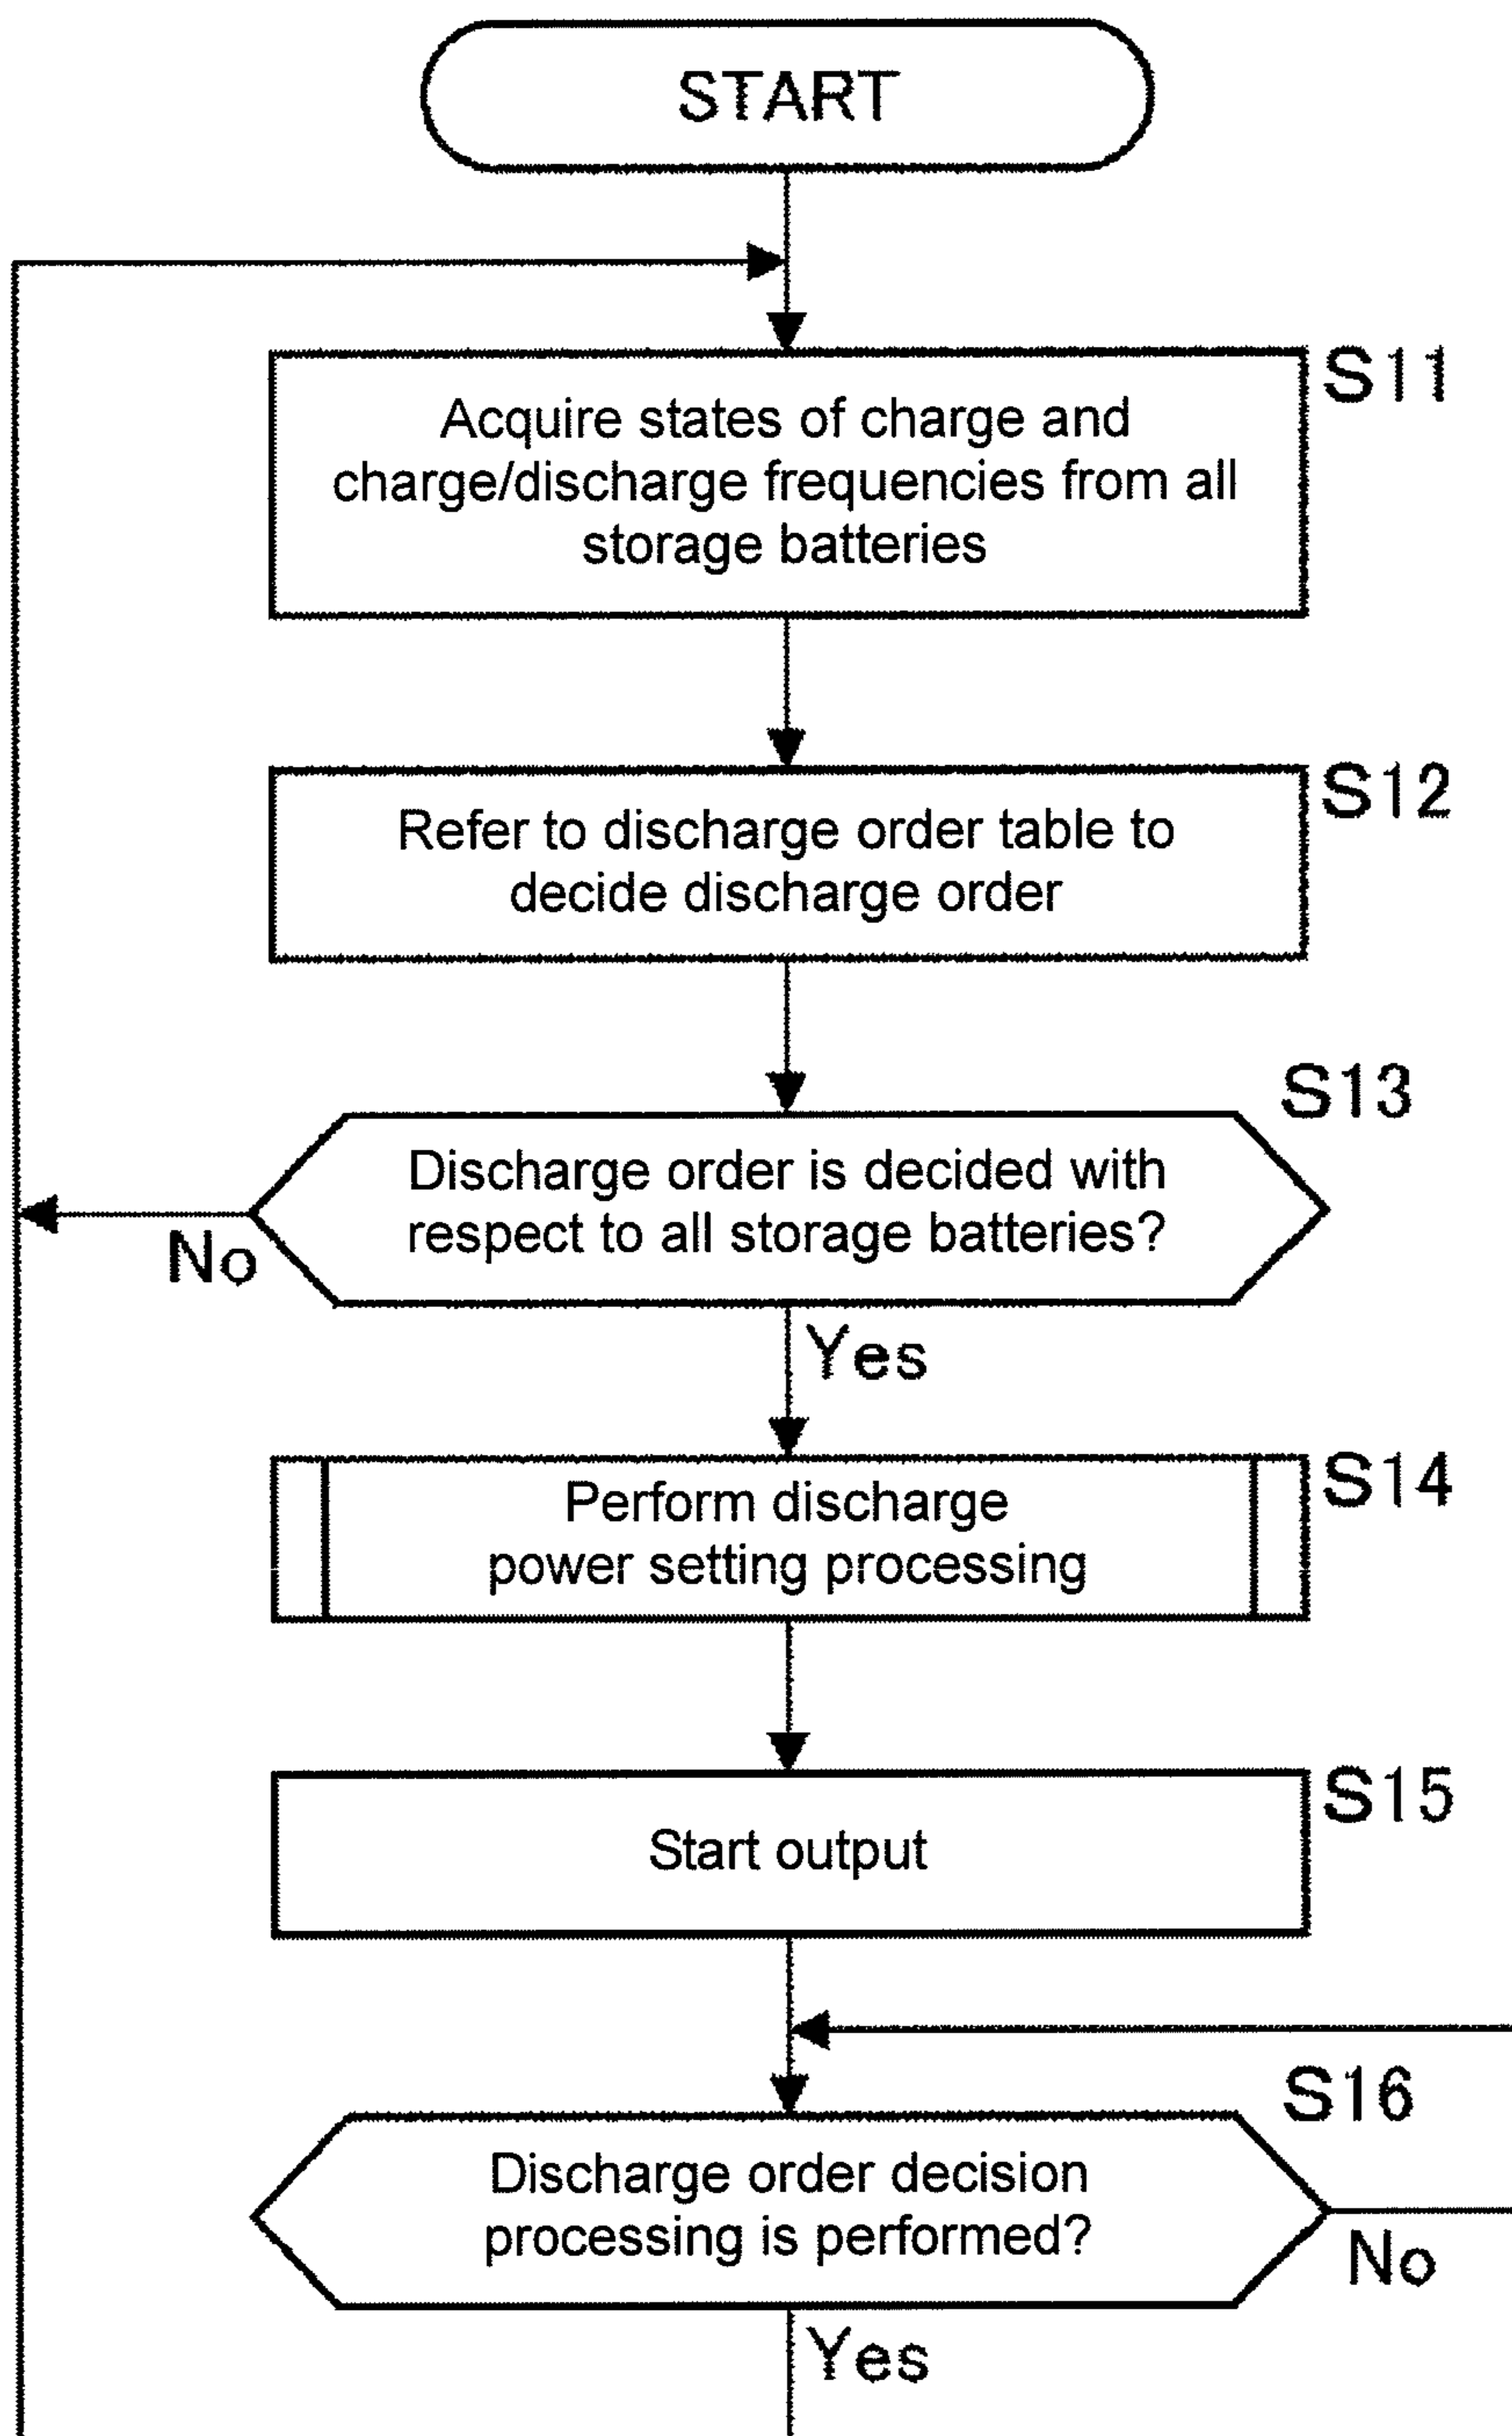 START
S11
Acquire states of charge and
charge/discharge frequencies from all
storage batteries
S12
Refer to discharge order table to
decide discharge order
S13
Discharge order is decided with
respect to all storage batteries?
No
Yes
S14
Perform discharge
power setting processing
S15
Start output
S16
Discharge order decision
processing is performed?
No
Yes